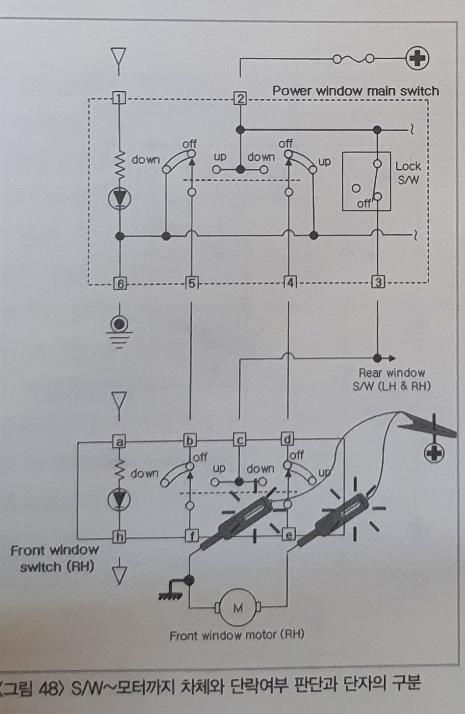 1
2
Power window main switch
off
down
up
down
off
up
Lock
S/W
off
6
5
4
3
Rear window
S/W (LH & RH)
a
b
c
d
off
down
up
down
off
up
h
f
e
Front window
switch (RH)
M
Front window motor (RH)
〈그림 48〉 S/W~모터까지 차체와 단락여부 판단과 단자의 구분